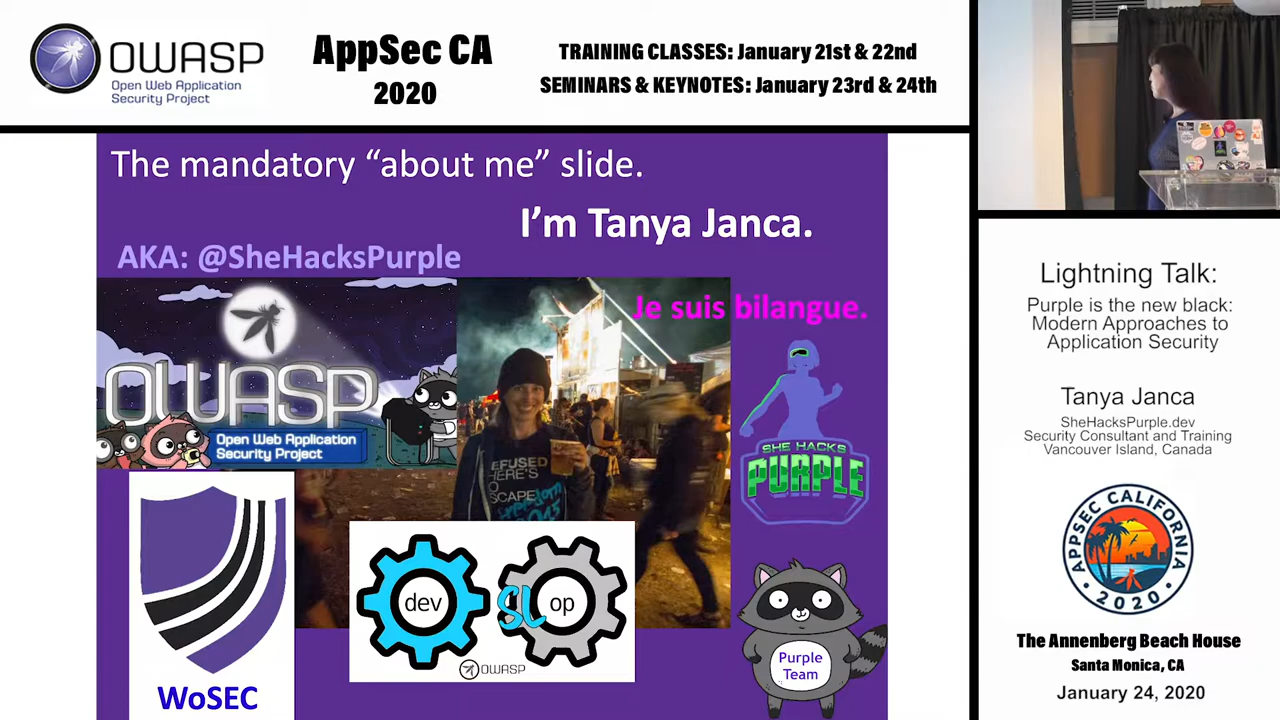 OWASP
Open Web Application
Security Project
AppSec CA
2020
TRAINING CLASSES: January 21st & 22nd
SEMINARS & KEYNOTES: January 23rd & 24th
The mandatory “about me” slide.
I’m Tanya Janca.
AKA: @SheHacksPurple
Je suis bilangue.
OWASP
Open Web Application
Security Project
EFUSED
HERE'S
O
SCAPE
SHE HACKS
PURPLE
dev
SL
op
OWASP
WoSEC
Purple
Team
Lightning Talk:
Purple is the new black:
Modern Approaches to
Application Security
Tanya Janca
SheHacksPurple.dev
Security Consultant and Training
Vancouver Island, Canada
APPSEC CALIFORNIA
2020
The Annenberg Beach House
Santa Monica, CA
January 24, 2020